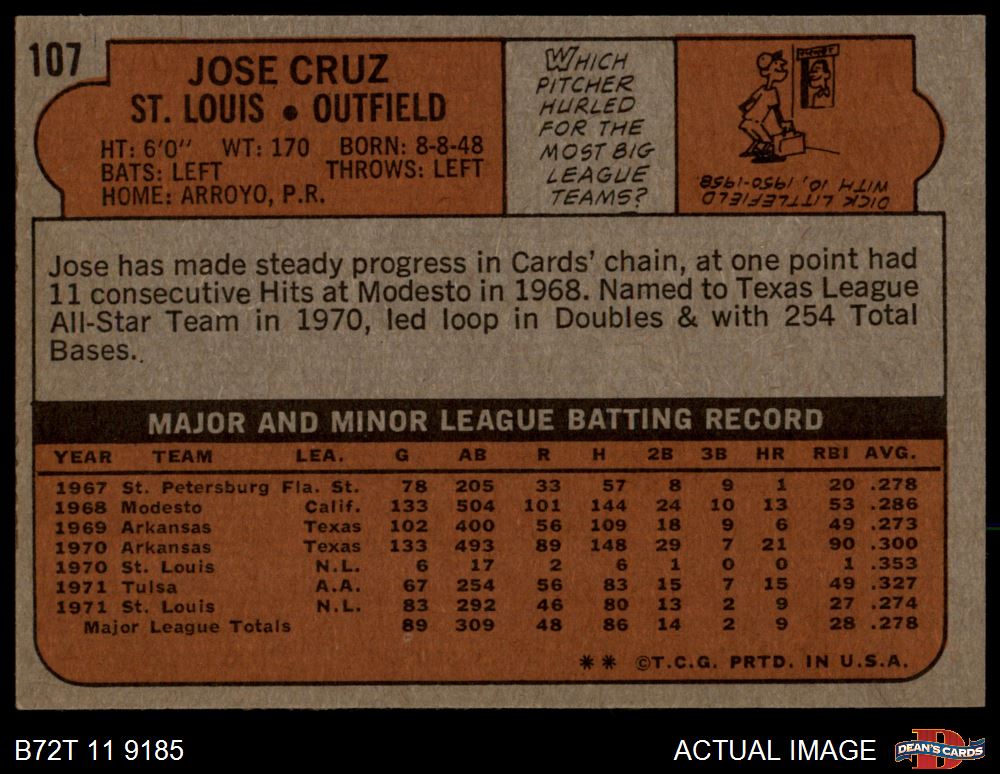 107
JOSE CRUZ
ST. LOUIS • OUTFIELD
HT: 6'0" WT: 170 BORN: 8-8-48
BATS: LEFT THROWS: LEFT
HOME: ARROYO, P.R.
WHICH
PITCHER
HURLED
FOR THE
MOST BIG
LEAGUE
TEAMS?
TICKET
DICK LITTLEFIELD
WITH 10, 1950-1958.
Jose has made steady progress in Cards' chain, at one point had
11 consecutive Hits at Modesto in 1968. Named to Texas League
All-Star Team in 1970, led loop in Doubles & with 254 Total
Bases..
MAJOR AND MINOR LEAGUE BATTING RECORD
YEAR TEAM LEA. G AB R H 2B 3B HR RBI AVG.
1967 St. Petersburg Fla. St. 78 205 33 57 8 9 1 20 .278
1968 Modesto Calif. 133 504 101 144 24 10 13 53 .286
1969 Arkansas Texas 102 400 56 109 18 9 6 49 .273
1970 Arkansas Texas 133 493 89 148 29 7 21 90 .300
1970 St. Louis N.L. 6 17 2 6 1 0 0 1 .353
1971 Tulsa A.A. 67 254 56 83 15 7 15 49 .327
1971 St. Louis N.L. 83 292 46 80 13 2 9 27 .274
Major League Totals 89 309 48 86 14 2 9 28 .278
** ©T.C.G. PRTD. IN U.S.A.
B72T 11 9185
ACTUAL IMAGE
DEAN'S CARDS